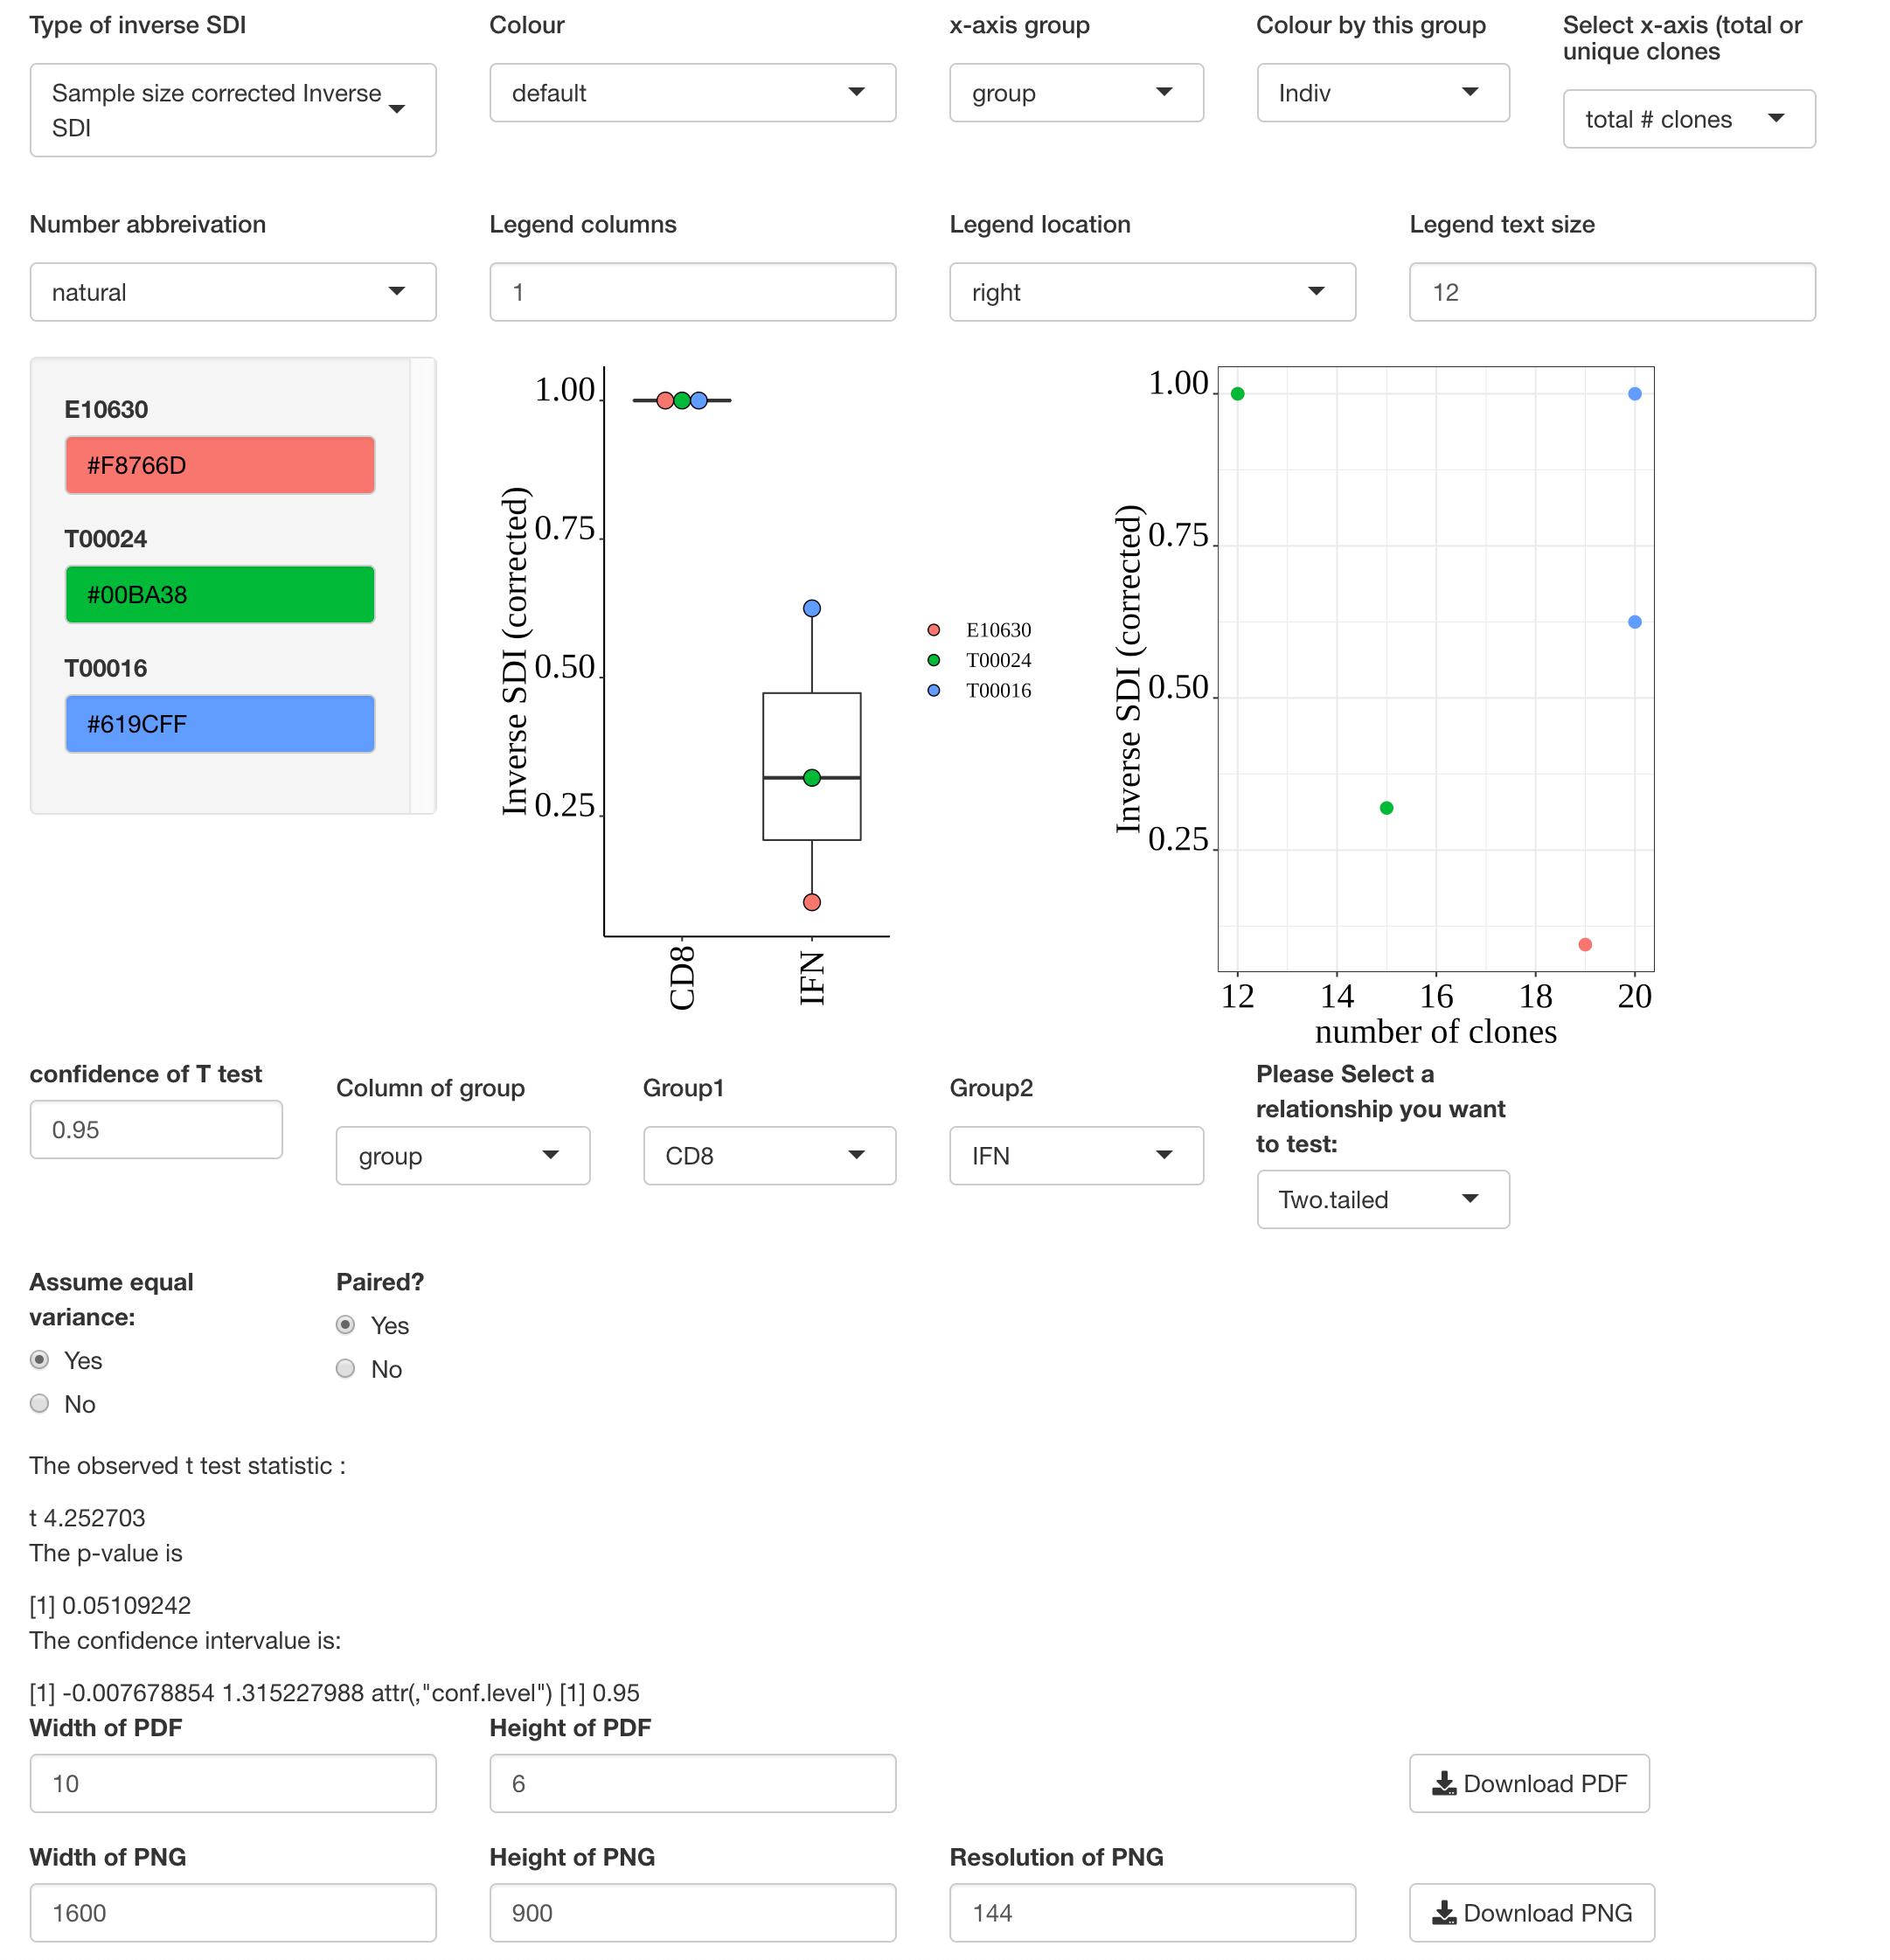 Type of inverse SDI
Colour
x-axis group
Colour by this group
Select x-axis (total or
unique clones
Sample size corrected Inverse
SDI
default
group
Indiv
total # clones
Number abbreivation
Legend columns
Legend location
Legend text size
natural
1
right
12
E10630
#F8766D
T00024
#00BA38
T00016
#619CFF
Inverse SDI (corrected)
1.00
0.75
0.50
0.25
CD8
IFN
E10630
T00024
T00016
Inverse SDI (corrected)
1.00
0.75
0.50
0.25
12 14 16 18 20
number of clones
confidence of T test
0.95
Column of group
group
Group1
CD8
Group2
IFN
Please Select a
relationship you want
to test:
Two.tailed
Assume equal
variance:
Yes
No
Paired?
Yes
No
The observed t test statistic :
t 4.252703
The p-value is
[1] 0.05109242
The confidence intervalue is:
[1] -0.007678854 1.315227988 attr(,"conf.level") [1] 0.95
Width of PDF
Height of PDF
10
6
Download PDF
Width of PNG
Height of PNG
Resolution of PNG
1600
900
144
Download PNG